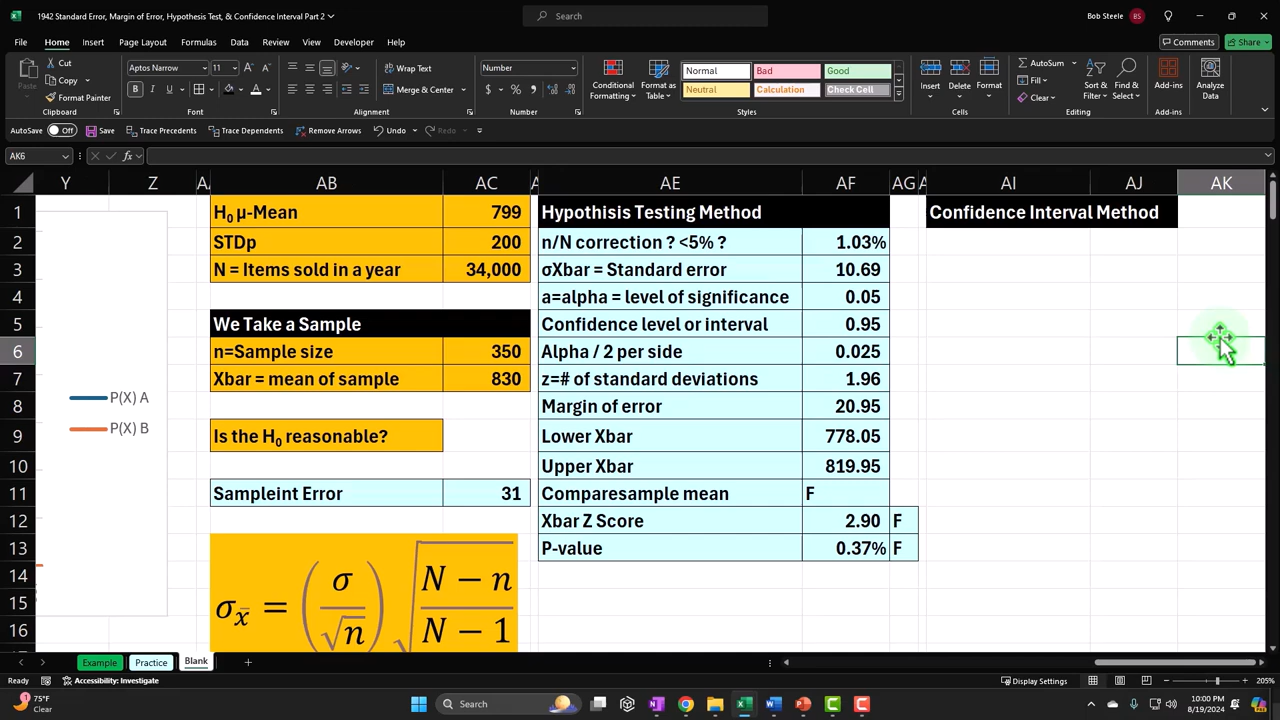 1942 Standard Error, Margin of Error, Hypothesis Test, & Confidence Interval Part 2
Search
Bob Steele
BS
File Home Insert Page Layout Formulas Data Review View Developer Help
Comments Share
Paste
Cut
Copy
Format Painter
Clipboard
Aptos Narrow 11
Font
Wrap Text
Merge & Center
Alignment
Number
Number
Conditional Formatting
Format as Table
Normal Bad Good
Neutral Calculation Check Cell
Styles
Insert Delete Format
Cells
AutoSum
Fill
Clear
Sort & Filter
Find & Select
Editing
Add-ins
Add-ins
Analyze Data
AutoSave Off Save Trace Precedents Trace Dependents Remove Arrows Undo Redo
AK6 fx
Y Z AB AC AE AF AG AI AJ AK
1 H₀ µ-Mean 799 Hypothisis Testing Method Confidence Interval Method
2 STDp 200 n/N correction ? <5% ? 1.03%
3 N = Items sold in a year 34,000 σXbar = Standard error 10.69
4 a=alpha = level of significance 0.05
5 We Take a Sample Confidence level or interval 0.95
6 n=Sample size 350 Alpha / 2 per side 0.025
7 Xbar = mean of sample 830 z=# of standard deviations 1.96
P(X) A
8 Margin of error 20.95
P(X) B
9 Is the H₀ reasonable? Lower Xbar 778.05
10 Upper Xbar 819.95
11 Sampleint Error 31 Comparesample mean F
12 Xbar Z Score 2.90 F
13 P-value 0.37% F
14
15
16
σx̄ = (σ/√n) √(N − n)/(N − 1)
Example Practice Blank
Ready Accessibility: Investigate Display Settings 205%
75°F
Clear
Search
10:00 PM
8/19/2024